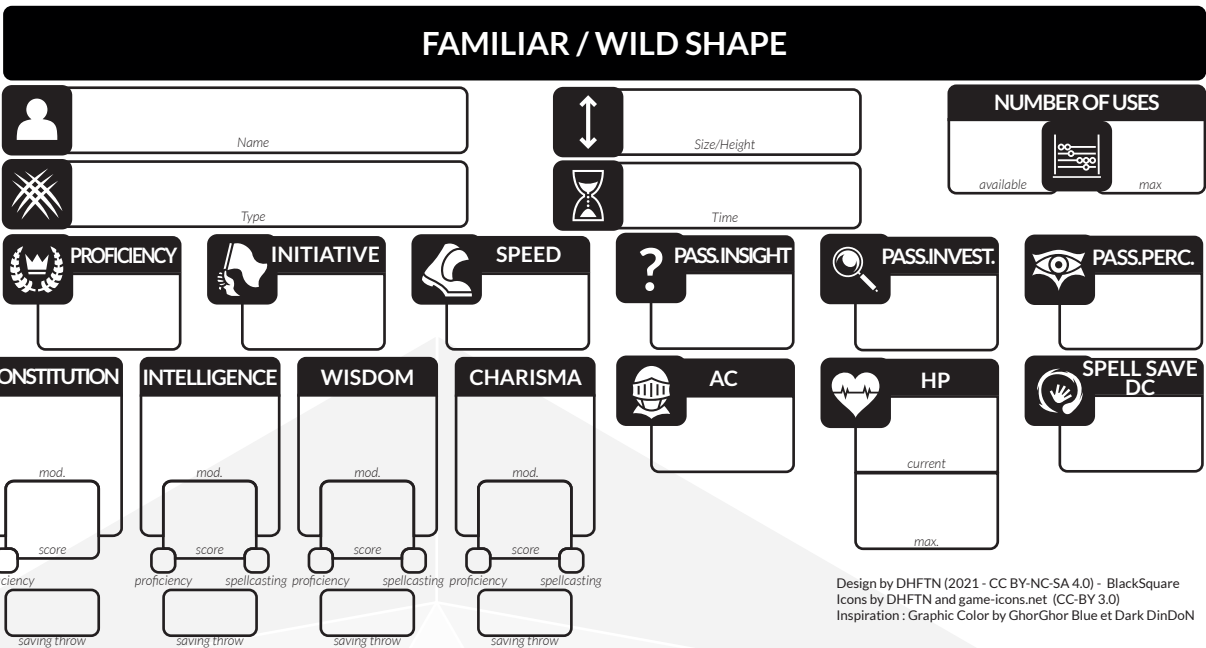 FAMILIAR / WILD SHAPE
Name
Size/Height
NUMBER OF USES
available
max
Type
Time
PROFICIENCY
INITIATIVE
SPEED
PASS.INSIGHT
PASS.INVEST.
PASS.PERC.
ONSTITUTION
INTELLIGENCE
WISDOM
CHARISMA
AC
HP
SPELL SAVE
DC
mod.
mod.
mod.
mod.
current
score
score
score
score
max.
ciency
proficiency
spellcasting
proficiency
spellcasting
proficiency
spellcasting
saving throw
saving throw
saving throw
saving throw
Design by DHFTN (2021 - CC BY-NC-SA 4.0) - BlackSquare
Icons by DHFTN and game-icons.net (CC-BY 3.0)
Inspiration : Graphic Color by GhorGhor Blue et Dark DinDoN